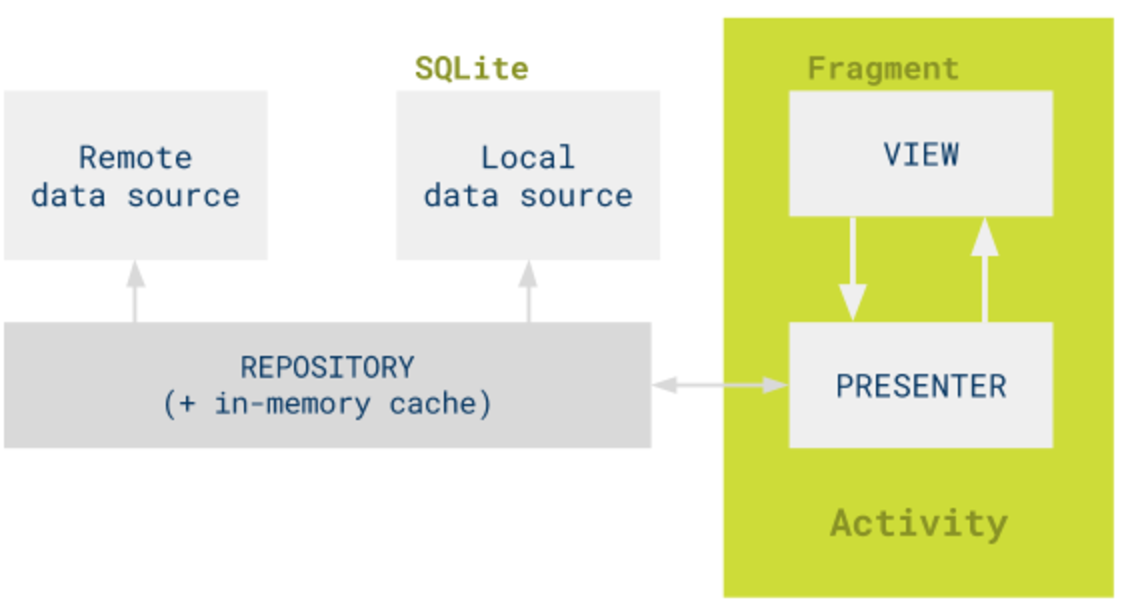 SQLite
Fragment
Remote
data source
Local
data source
VIEW
REPOSITORY
(+ in-memory cache)
PRESENTER
Activity